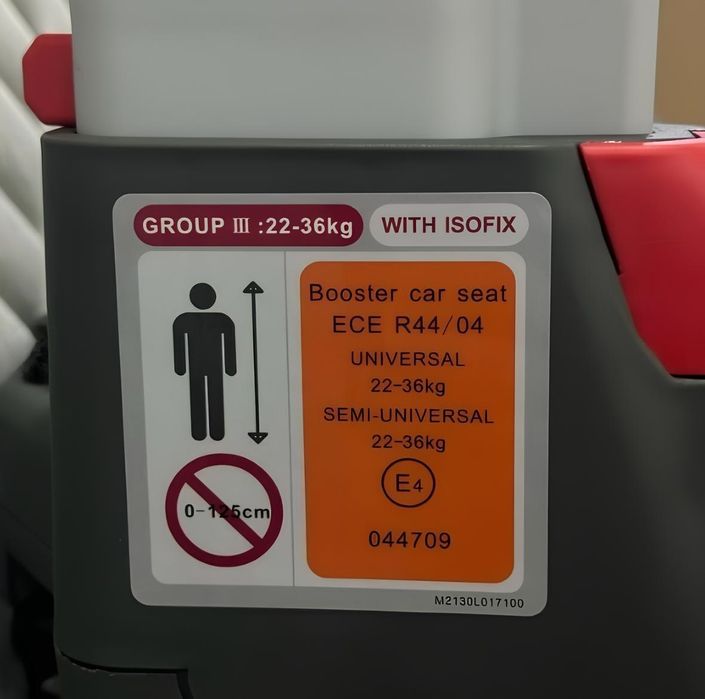 GROUP Ⅲ :22-36kg
WITH ISOFIX
Booster car seat
ECE R44/04
UNIVERSAL
22-36kg
SEMI-UNIVERSAL
22-36kg
E4
044709
0-125cm
M2130L017100